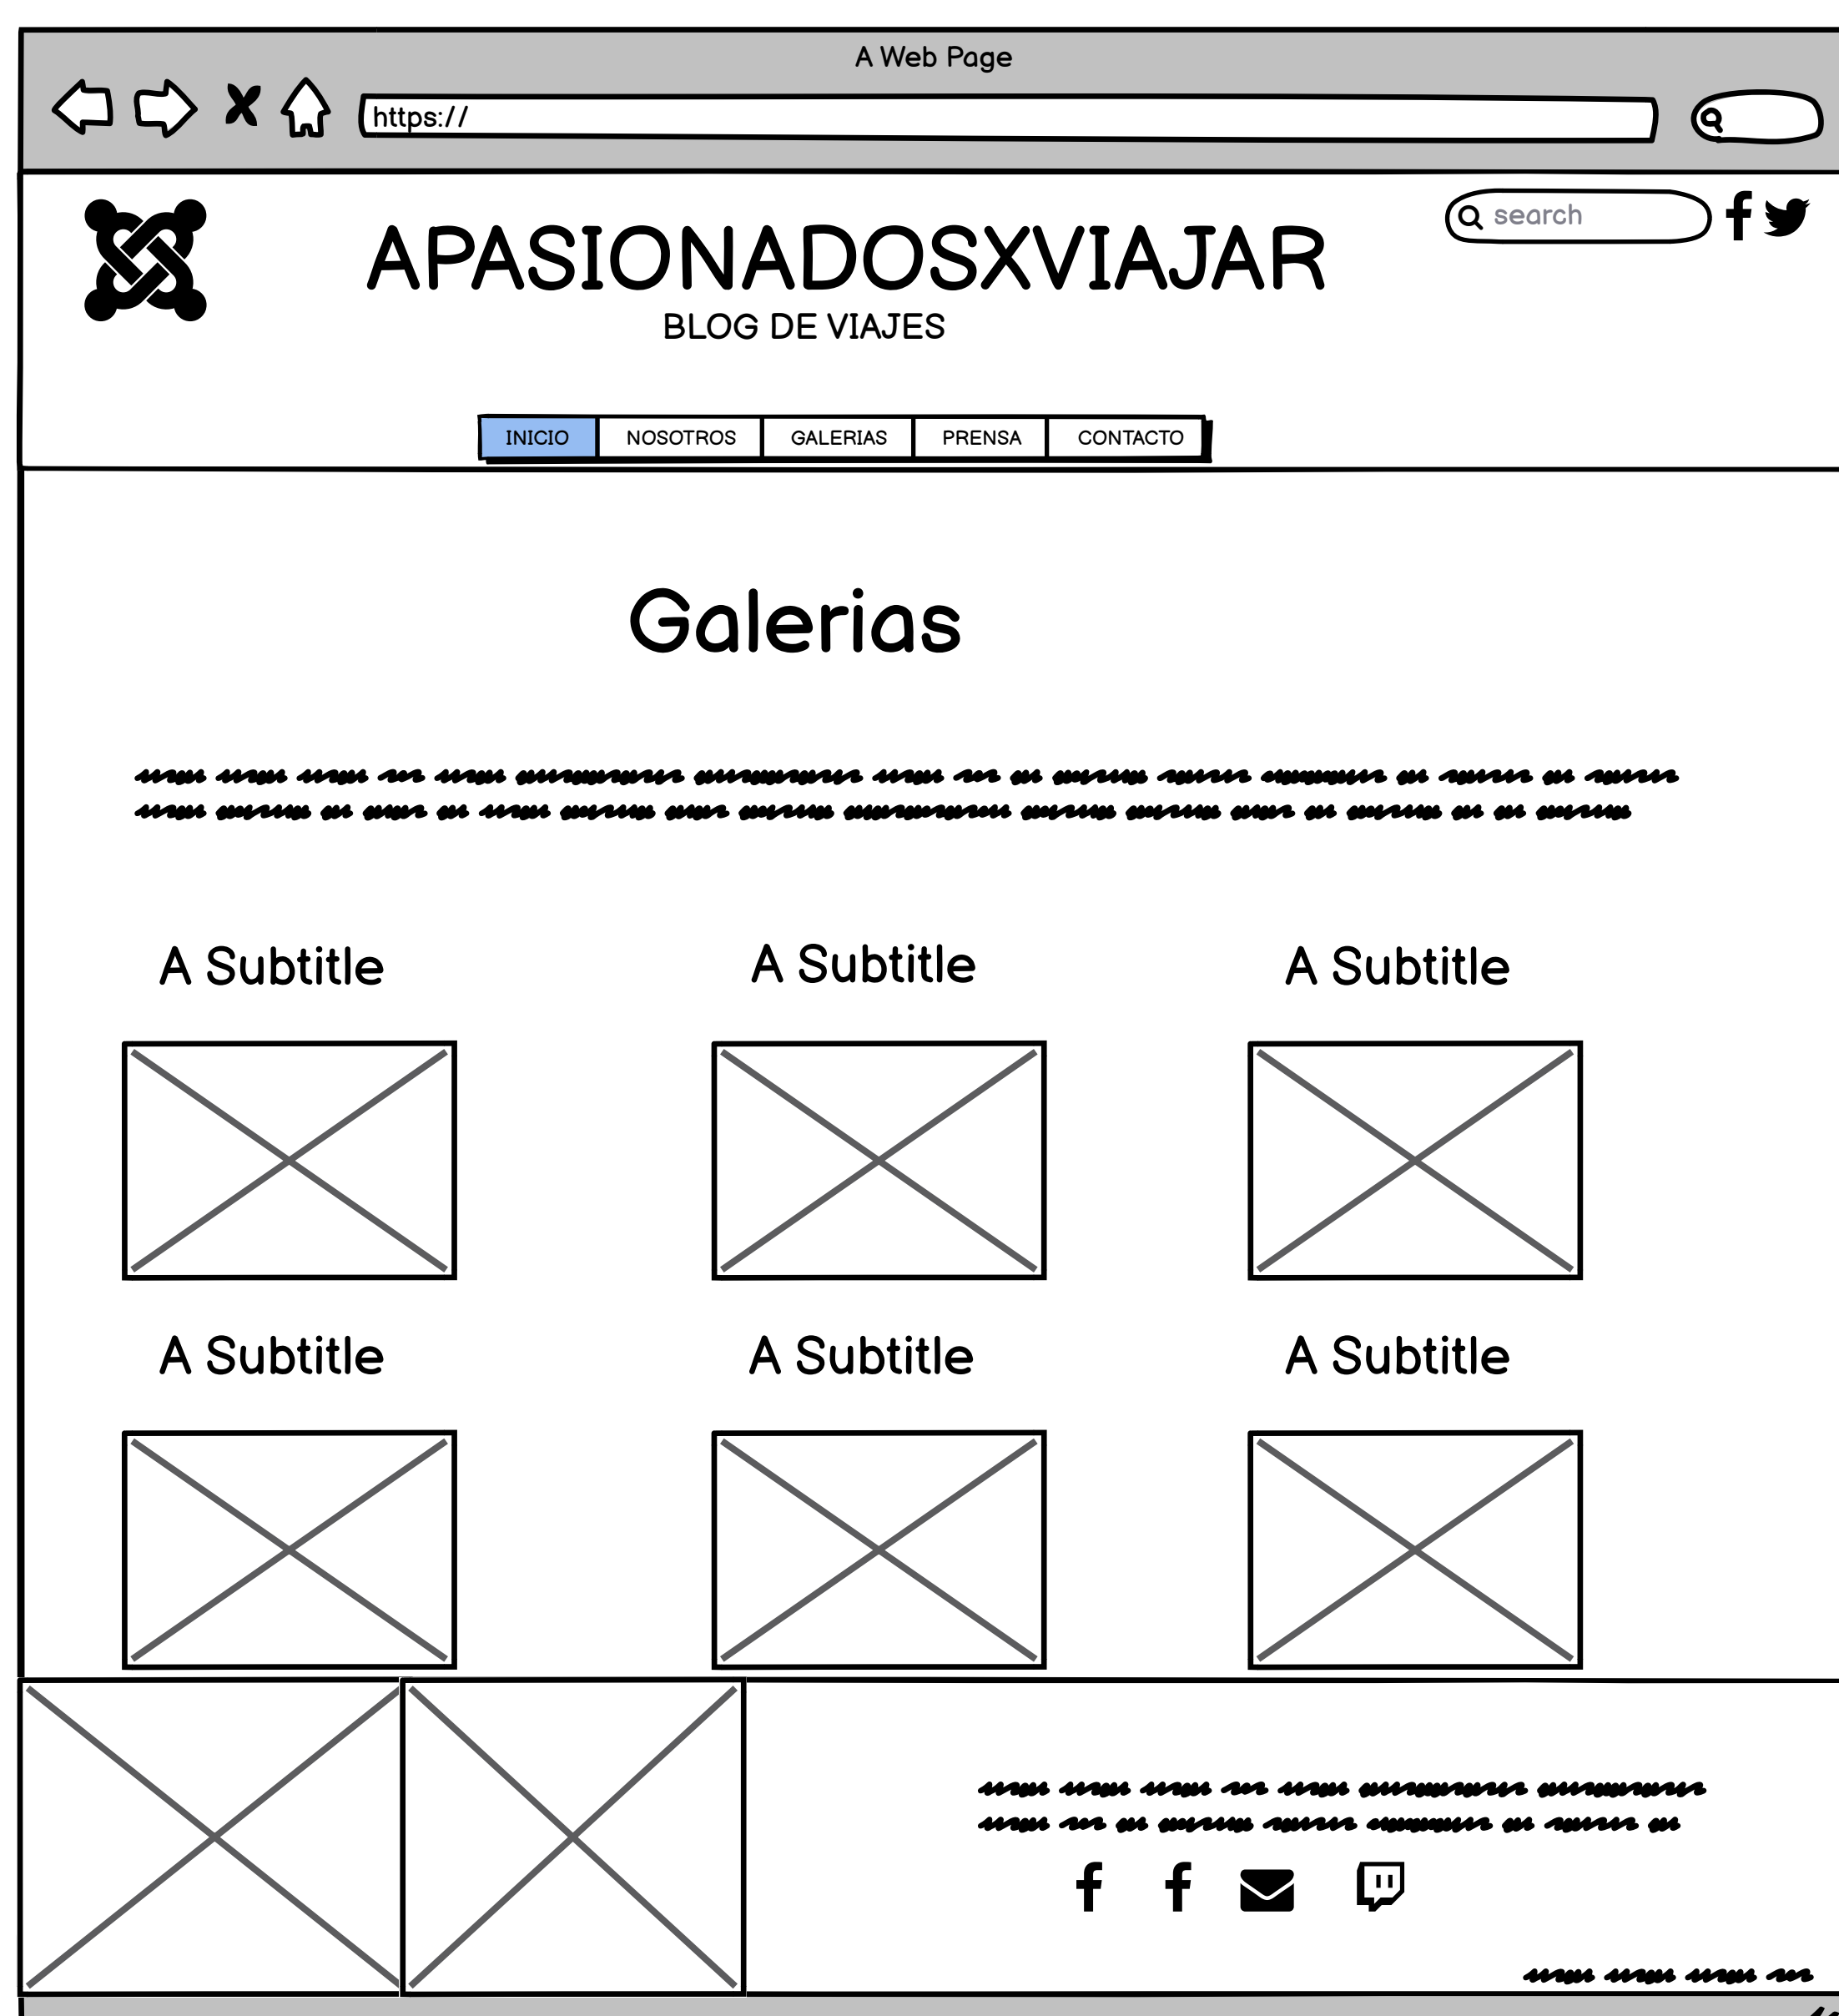 A Web Page
https://
search
APASIONADOSXVIAJAR
BLOG DE VIAJES
INICIO NOSOTROS GALERIAS PRENSA CONTACTO
Galerias
A Subtitle A Subtitle A Subtitle
A Subtitle A Subtitle A Subtitle